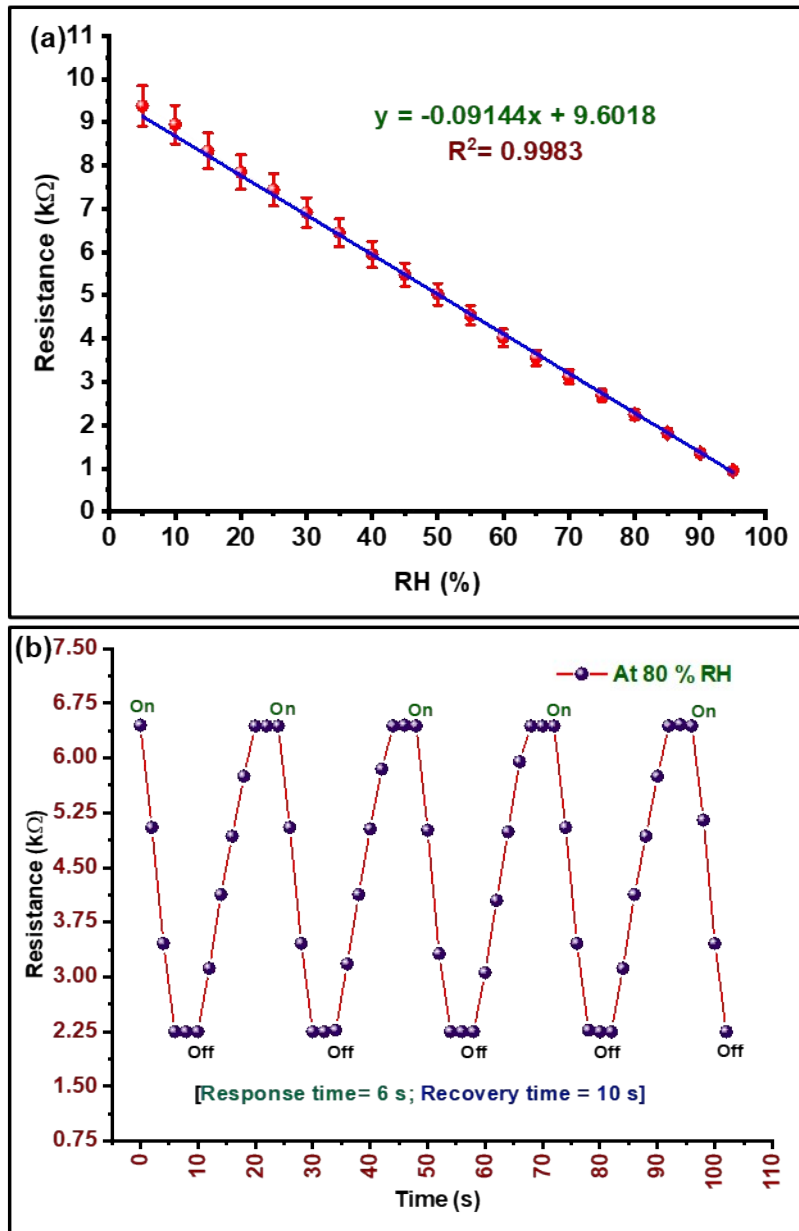 (a)
11
10
9
8
7
6
5
4
3
2
1
0
Resistance (kΩ)
y = -0.09144x + 9.6018
R²= 0.9983
0 10 20 30 40 50 60 70 80 90 100
RH (%)
(b)
7.50
6.75
6.00
5.25
4.50
3.75
3.00
2.25
1.50
0.75
Resistance (kΩ)
At 80 % RH
On On On On On
Off Off Off Off Off
[Response time= 6 s; Recovery time = 10 s]
0 10 20 30 40 50 60 70 80 90 100 110
Time (s)